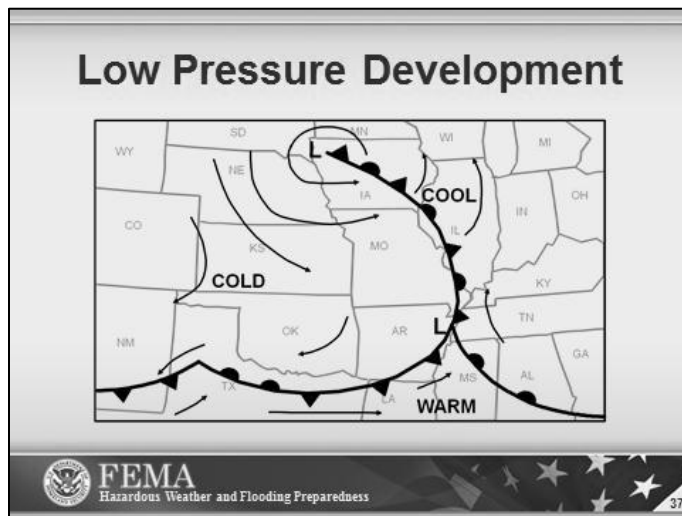 Low Pressure Development
SD
MN
WI
MI
WY
L
NE
IA
COOL
OH
IN
CO
IL
KS
MO
COLD
KY
L
TN
OK
AR
NM
GA
TX
LA
MS
AL
WARM
FEMA
Hazardous Weather and Flooding Preparedness
37